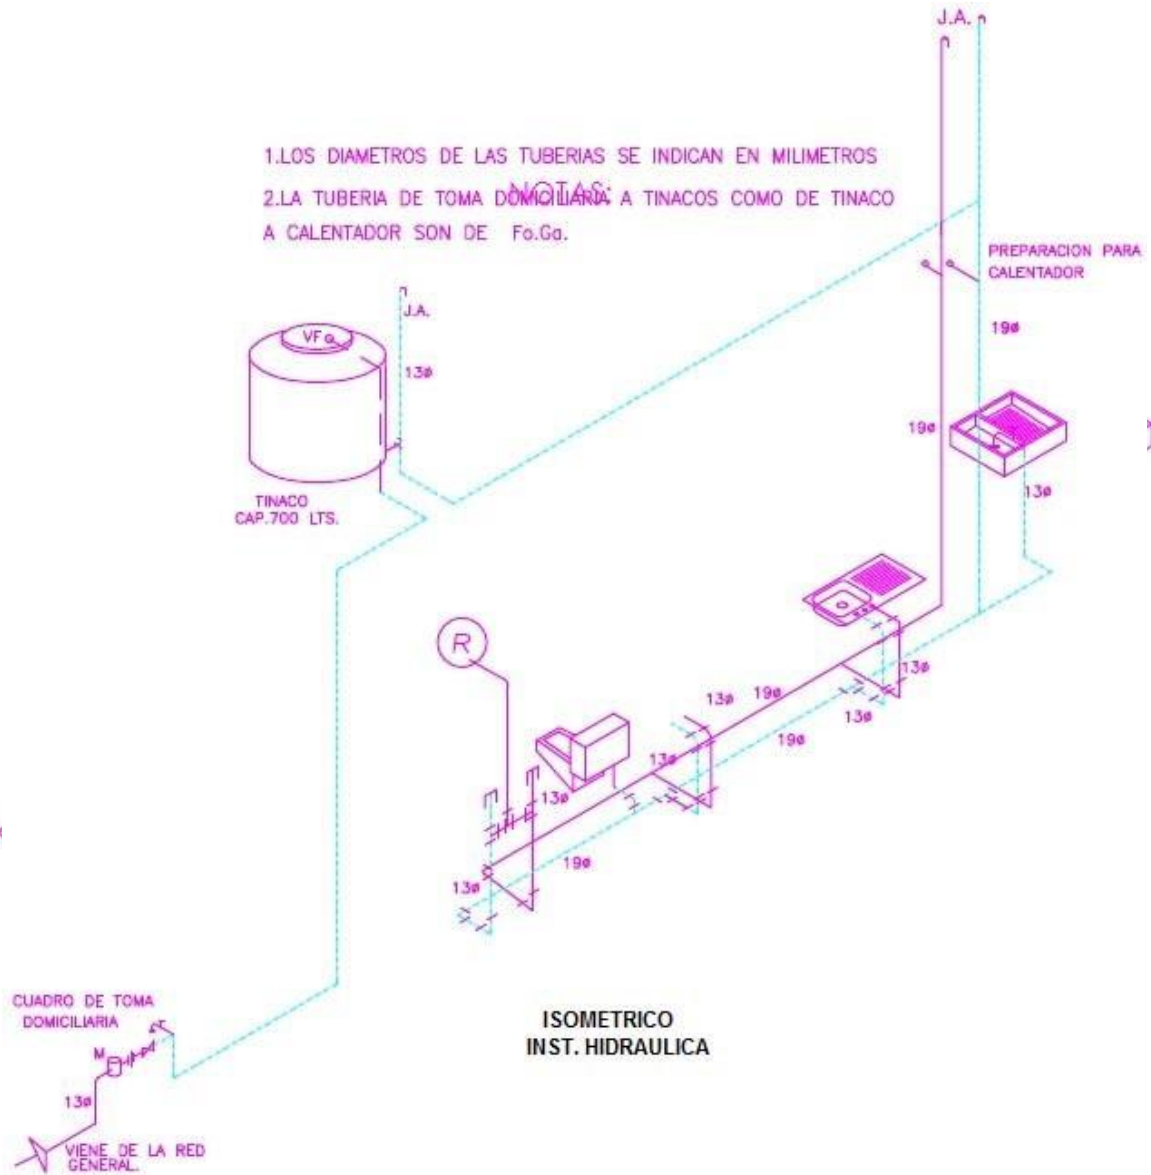 J.A.
1.LOS DIAMETROS DE LAS TUBERIAS SE INDICAN EN MILIMETROS
NOTAS:
2.LA TUBERIA DE TOMA DOMICILIARIA A TINACOS COMO DE TINACO
A CALENTADOR SON DE Fo.Ga.
PREPARACION PARA
CALENTADOR
J.A.
19ø
VF
13ø
19ø
13ø
TINACO
CAP.700 LTS.
R
13ø
13ø
19ø
13ø
19ø
13ø
13ø
19ø
13ø
CUADRO DE TOMA
DOMICILIARIA
M
13ø
VIENE DE LA RED
GENERAL.
ISOMETRICO
INST. HIDRAULICA